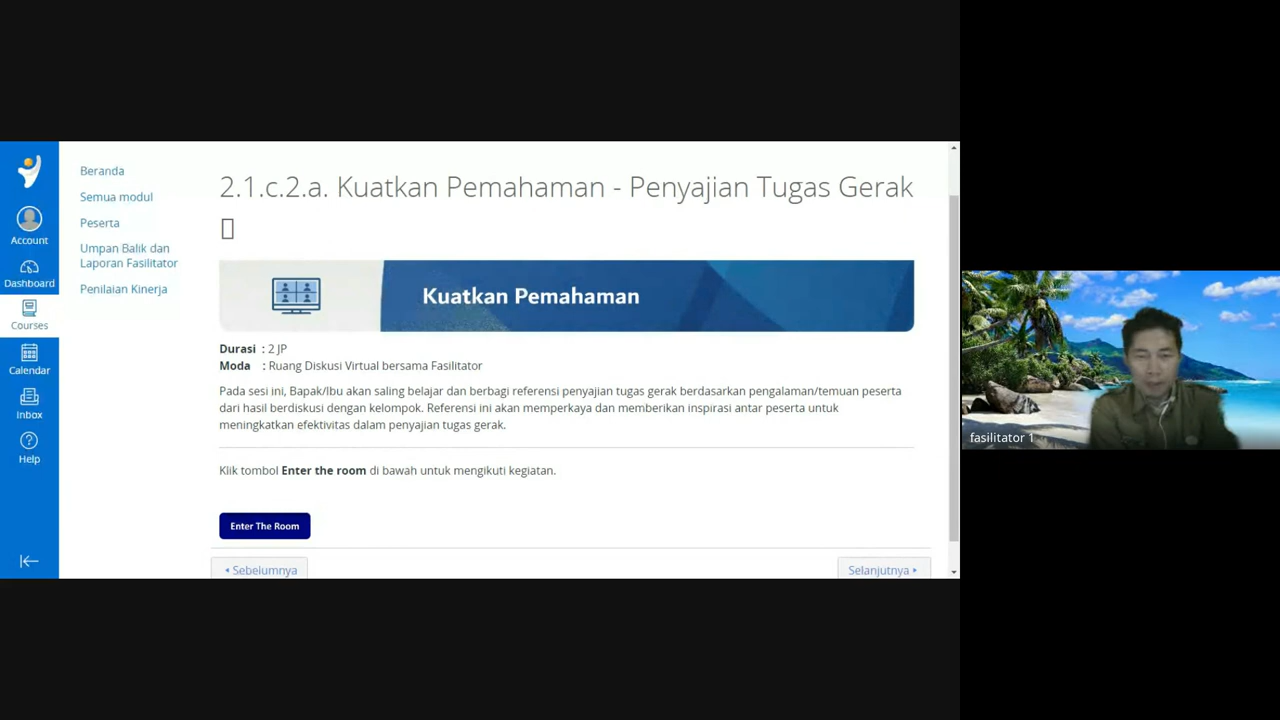 Account
Dashboard
Courses
Calendar
Inbox
Help
Beranda
Semua modul
Peserta
Umpan Balik dan
Laporan Fasilitator
Penilaian Kinerja
2.1.c.2.a. Kuatkan Pemahaman - Penyajian Tugas Gerak
Kuatkan Pemahaman
Durasi : 2 JP
Moda : Ruang Diskusi Virtual bersama Fasilitator
Pada sesi ini, Bapak/Ibu akan saling belajar dan berbagi referensi penyajian tugas gerak berdasarkan pengalaman/temuan peserta
dari hasil berdiskusi dengan kelompok. Referensi ini akan memperkaya dan memberikan inspirasi antar peserta untuk
meningkatkan efektivitas dalam penyajian tugas gerak.
Klik tombol Enter the room di bawah untuk mengikuti kegiatan.
Enter The Room
Sebelumnya
Selanjutnya
fasilitator 1